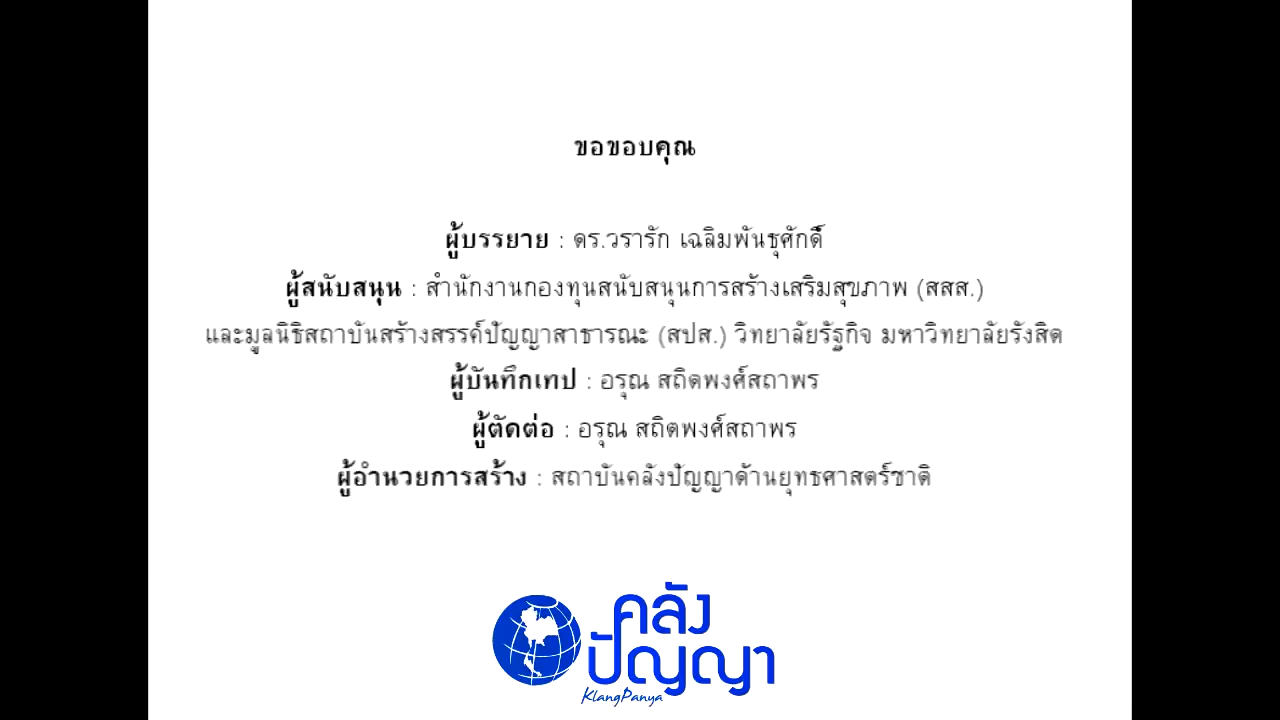 ขอขอบคุณ
ผู้บรรยาย : ดร.วรารัก เฉลิมพันธุศักดิ์
ผู้สนับสนุน : สำนักงานกองทุนสนับสนุนการสร้างเสริมสุขภาพ (สสส.)
และมูลนิธิสถาบันสร้างสรรค์ปัญญาสาธารณะ (สปส.) วิทยาลัยรัฐกิจ มหาวิทยาลัยรังสิต
ผู้บันทึกเทป : อรุณ สถิตพงศ์สถาพร
ผู้ตัดต่อ : อรุณ สถิตพงศ์สถาพร
ผู้อำนวยการสร้าง : สถาบันคลังปัญญาด้านยุทธศาสตร์ชาติ
คลัง
ปัญญา
KlangPanya